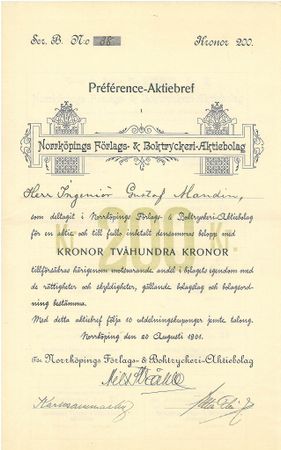 Ser. B. No 38
Kronor 200.
Préférence-Aktiebref
i
Norrköpings Förlags- & Boktryckeri-Aktiebolag
Herr Ingeniör Gustof Mandin,
som deltagit i Norrköpings Förlags- & Boktryckeri-Aktiebolag
för en aktie och till fullo inbetalt densammas belopp med
KRONOR TVÅHUNDRA KRONOR
tillförsäkras härigenom motsvarande andel i bolagets egendom med
de rättigheter och skyldigheter, gällande bolagslag och bolagsord-
ning bestämma.
Med detta aktiebref följa 10 utdelningskuponger jemte talong.
Norrköping den 20 Augusti 1901.
För Norrköpings Förlags- & Boktryckeri-Aktiebolag